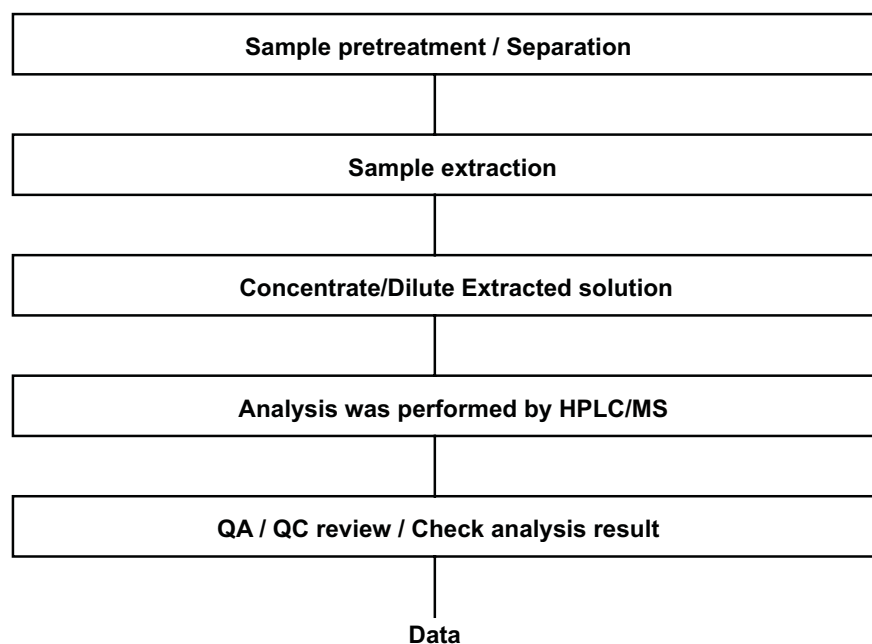 Sample pretreatment / Separation
Sample extraction
Concentrate/Dilute Extracted solution
Analysis was performed by HPLC/MS
QA / QC review / Check analysis result
Data